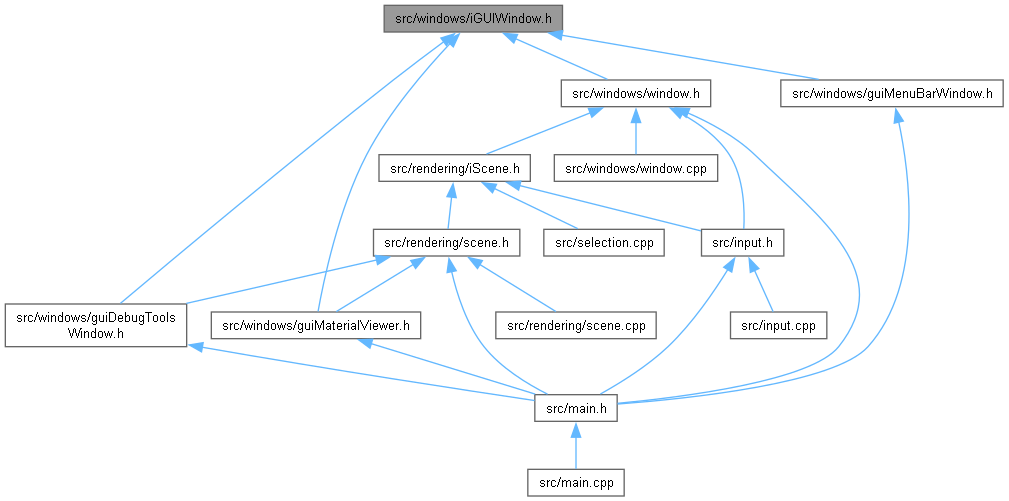 src/windows/iGUIWindow.h
src/windows/window.h
src/windows/guiMenuBarWindow.h
src/rendering/iScene.h
src/windows/window.cpp
src/rendering/scene.h
src/selection.cpp
src/input.h
src/windows/guiDebugTools
Window.h
src/windows/guiMaterialViewer.h
src/rendering/scene.cpp
src/input.cpp
src/main.h
src/main.cpp